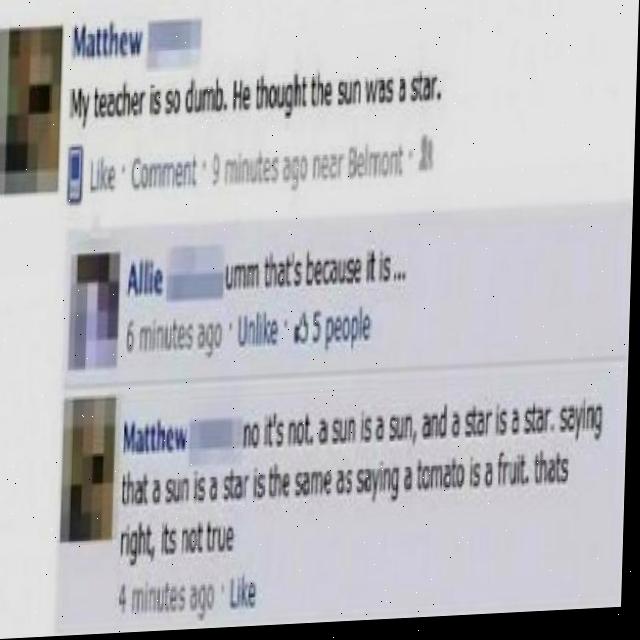 Matthew
My teacher is so dumb. He thought the sun was a star.
Like · Comment · 9 minutes ago near Belmont ·
Allie umm that's because it is...
6 minutes ago · Unlike · 5 people
Matthew no it's not. a sun is a sun, and a star is a star. saying
that a sun is a star is the same as saying a tomato is a fruit. thats
right, its not true
4 minutes ago · Like